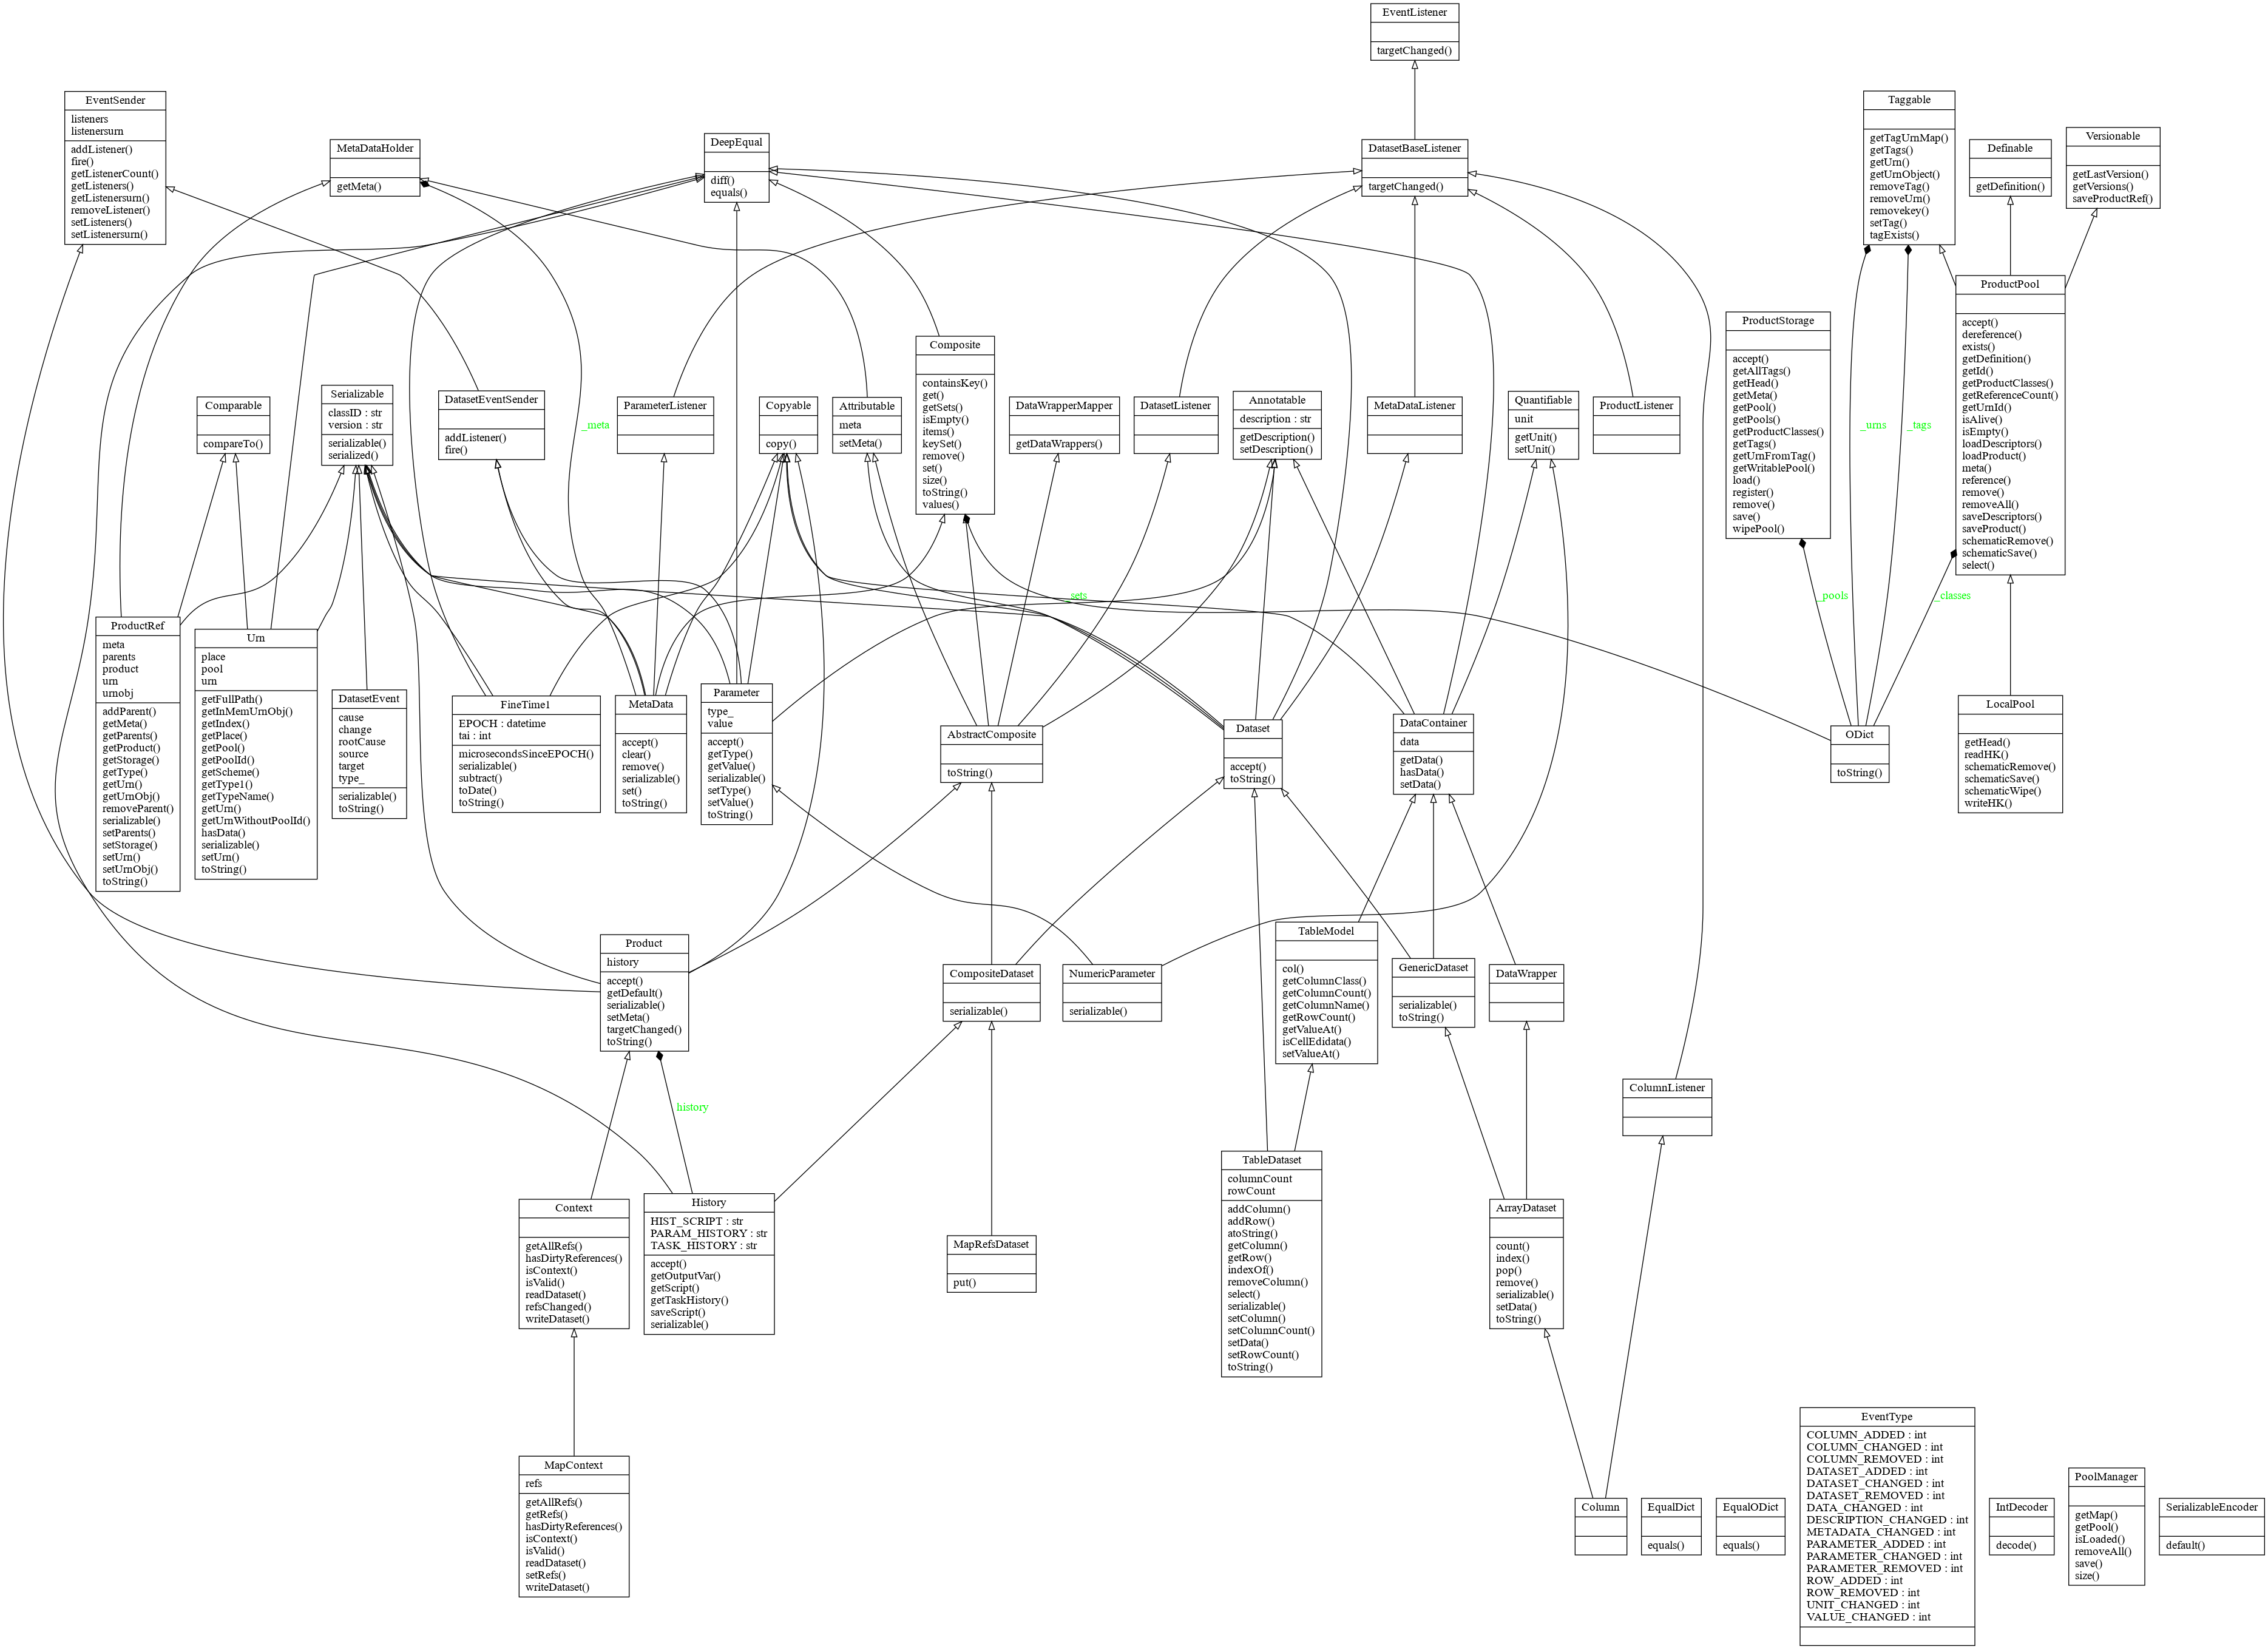 EventListener
targetChanged()
EventSender
listeners
listenersurn
addListener()
fire()
getListenerCount()
getListeners()
getListenersurn()
removeListener()
setListeners()
setListenersurn()
MetaDataHolder
getMeta()
DeepEqual
diff()
equals()
DatasetBaseListener
targetChanged()
Taggable
getTagUrnMap()
getTags()
getUrn()
getUrnObject()
removeTag()
removeUrn()
removekey()
setTag()
tagExists()
Definable
getDefinition()
Versionable
getLastVersion()
getVersions()
saveProductRef()
Comparable
compareTo()
Serializable
classID : str
version : str
serializable()
serialized()
DatasetEventSender
addListener()
fire()
_meta
ParameterListener
Copyable
copy()
Attributable
meta
setMeta()
Composite
containsKey()
get()
getSets()
isEmpty()
items()
keySet()
remove()
set()
size()
toString()
values()
DataWrapperMapper
getDataWrappers()
DatasetListener
Annotatable
description : str
getDescription()
setDescription()
MetaDataListener
Quantifiable
unit
getUnit()
setUnit()
ProductListener
ProductStorage
accept()
getAllTags()
getHead()
getMeta()
getPool()
getPools()
getProductClasses()
getTags()
getUrnFromTag()
getWritablePool()
load()
register()
remove()
save()
wipePool()
_urns
_tags
ProductPool
accept()
dereference()
exists()
getDefinition()
getId()
getProductClasses()
getReferenceCount()
getUrnId()
isAlive()
isEmpty()
loadDescriptors()
loadProduct()
meta()
reference()
remove()
removeAll()
saveDescriptors()
saveProduct()
schematicRemove()
schematicSave()
select()
sets
_pools
_classes
ProductRef
meta
parents
product
urn
urnobj
addParent()
getMeta()
getParents()
getProduct()
getStorage()
getType()
getUrn()
getUrnObj()
removeParent()
serializable()
setParents()
setStorage()
setUrn()
setUrnObj()
toString()
Urn
place
pool
urn
getFullPath()
getInMemUrnObj()
getIndex()
getPlace()
getPool()
getPoolId()
getScheme()
getType1()
getTypeName()
getUrn()
getUrnWithoutPoolId()
hasData()
serializable()
setUrn()
toString()
DatasetEvent
cause
change
rootCause
source
target
type_
serializable()
toString()
FineTime1
EPOCH : datetime
tai : int
microsecondsSinceEPOCH()
serializable()
subtract()
toDate()
toString()
MetaData
accept()
clear()
remove()
serializable()
set()
toString()
Parameter
type_
value
accept()
getType()
getValue()
serializable()
setType()
setValue()
toString()
AbstractComposite
toString()
Dataset
accept()
toString()
DataContainer
data
getData()
hasData()
setData()
ODict
toString()
LocalPool
getHead()
readHK()
schematicRemove()
schematicSave()
schematicWipe()
writeHK()
Product
history
accept()
getDefault()
serializable()
setMeta()
targetChanged()
toString()
CompositeDataset
serializable()
NumericParameter
serializable()
TableModel
col()
getColumnClass()
getColumnCount()
getColumnName()
getRowCount()
getValueAt()
isCellEdidata()
setValueAt()
GenericDataset
serializable()
toString()
DataWrapper
history
ColumnListener
Context
getAllRefs()
hasDirtyReferences()
isContext()
isValid()
readDataset()
refsChanged()
writeDataset()
History
HIST_SCRIPT : str
PARAM_HISTORY : str
TASK_HISTORY : str
accept()
getOutputVar()
getScript()
getTaskHistory()
saveScript()
serializable()
MapRefsDataset
put()
TableDataset
columnCount
rowCount
addColumn()
addRow()
atoString()
getColumn()
getRow()
indexOf()
removeColumn()
select()
serializable()
setColumn()
setColumnCount()
setData()
setRowCount()
toString()
ArrayDataset
count()
index()
pop()
remove()
serializable()
setData()
toString()
MapContext
refs
getAllRefs()
getRefs()
hasDirtyReferences()
isContext()
isValid()
readDataset()
setRefs()
writeDataset()
Column
EqualDict
equals()
EqualODict
equals()
EventType
COLUMN_ADDED : int
COLUMN_CHANGED : int
COLUMN_REMOVED : int
DATASET_ADDED : int
DATASET_CHANGED : int
DATASET_REMOVED : int
DATA_CHANGED : int
DESCRIPTION_CHANGED : int
METADATA_CHANGED : int
PARAMETER_ADDED : int
PARAMETER_CHANGED : int
PARAMETER_REMOVED : int
ROW_ADDED : int
ROW_REMOVED : int
UNIT_CHANGED : int
VALUE_CHANGED : int
IntDecoder
decode()
PoolManager
getMap()
getPool()
isLoaded()
removeAll()
save()
size()
SerializableEncoder
default()